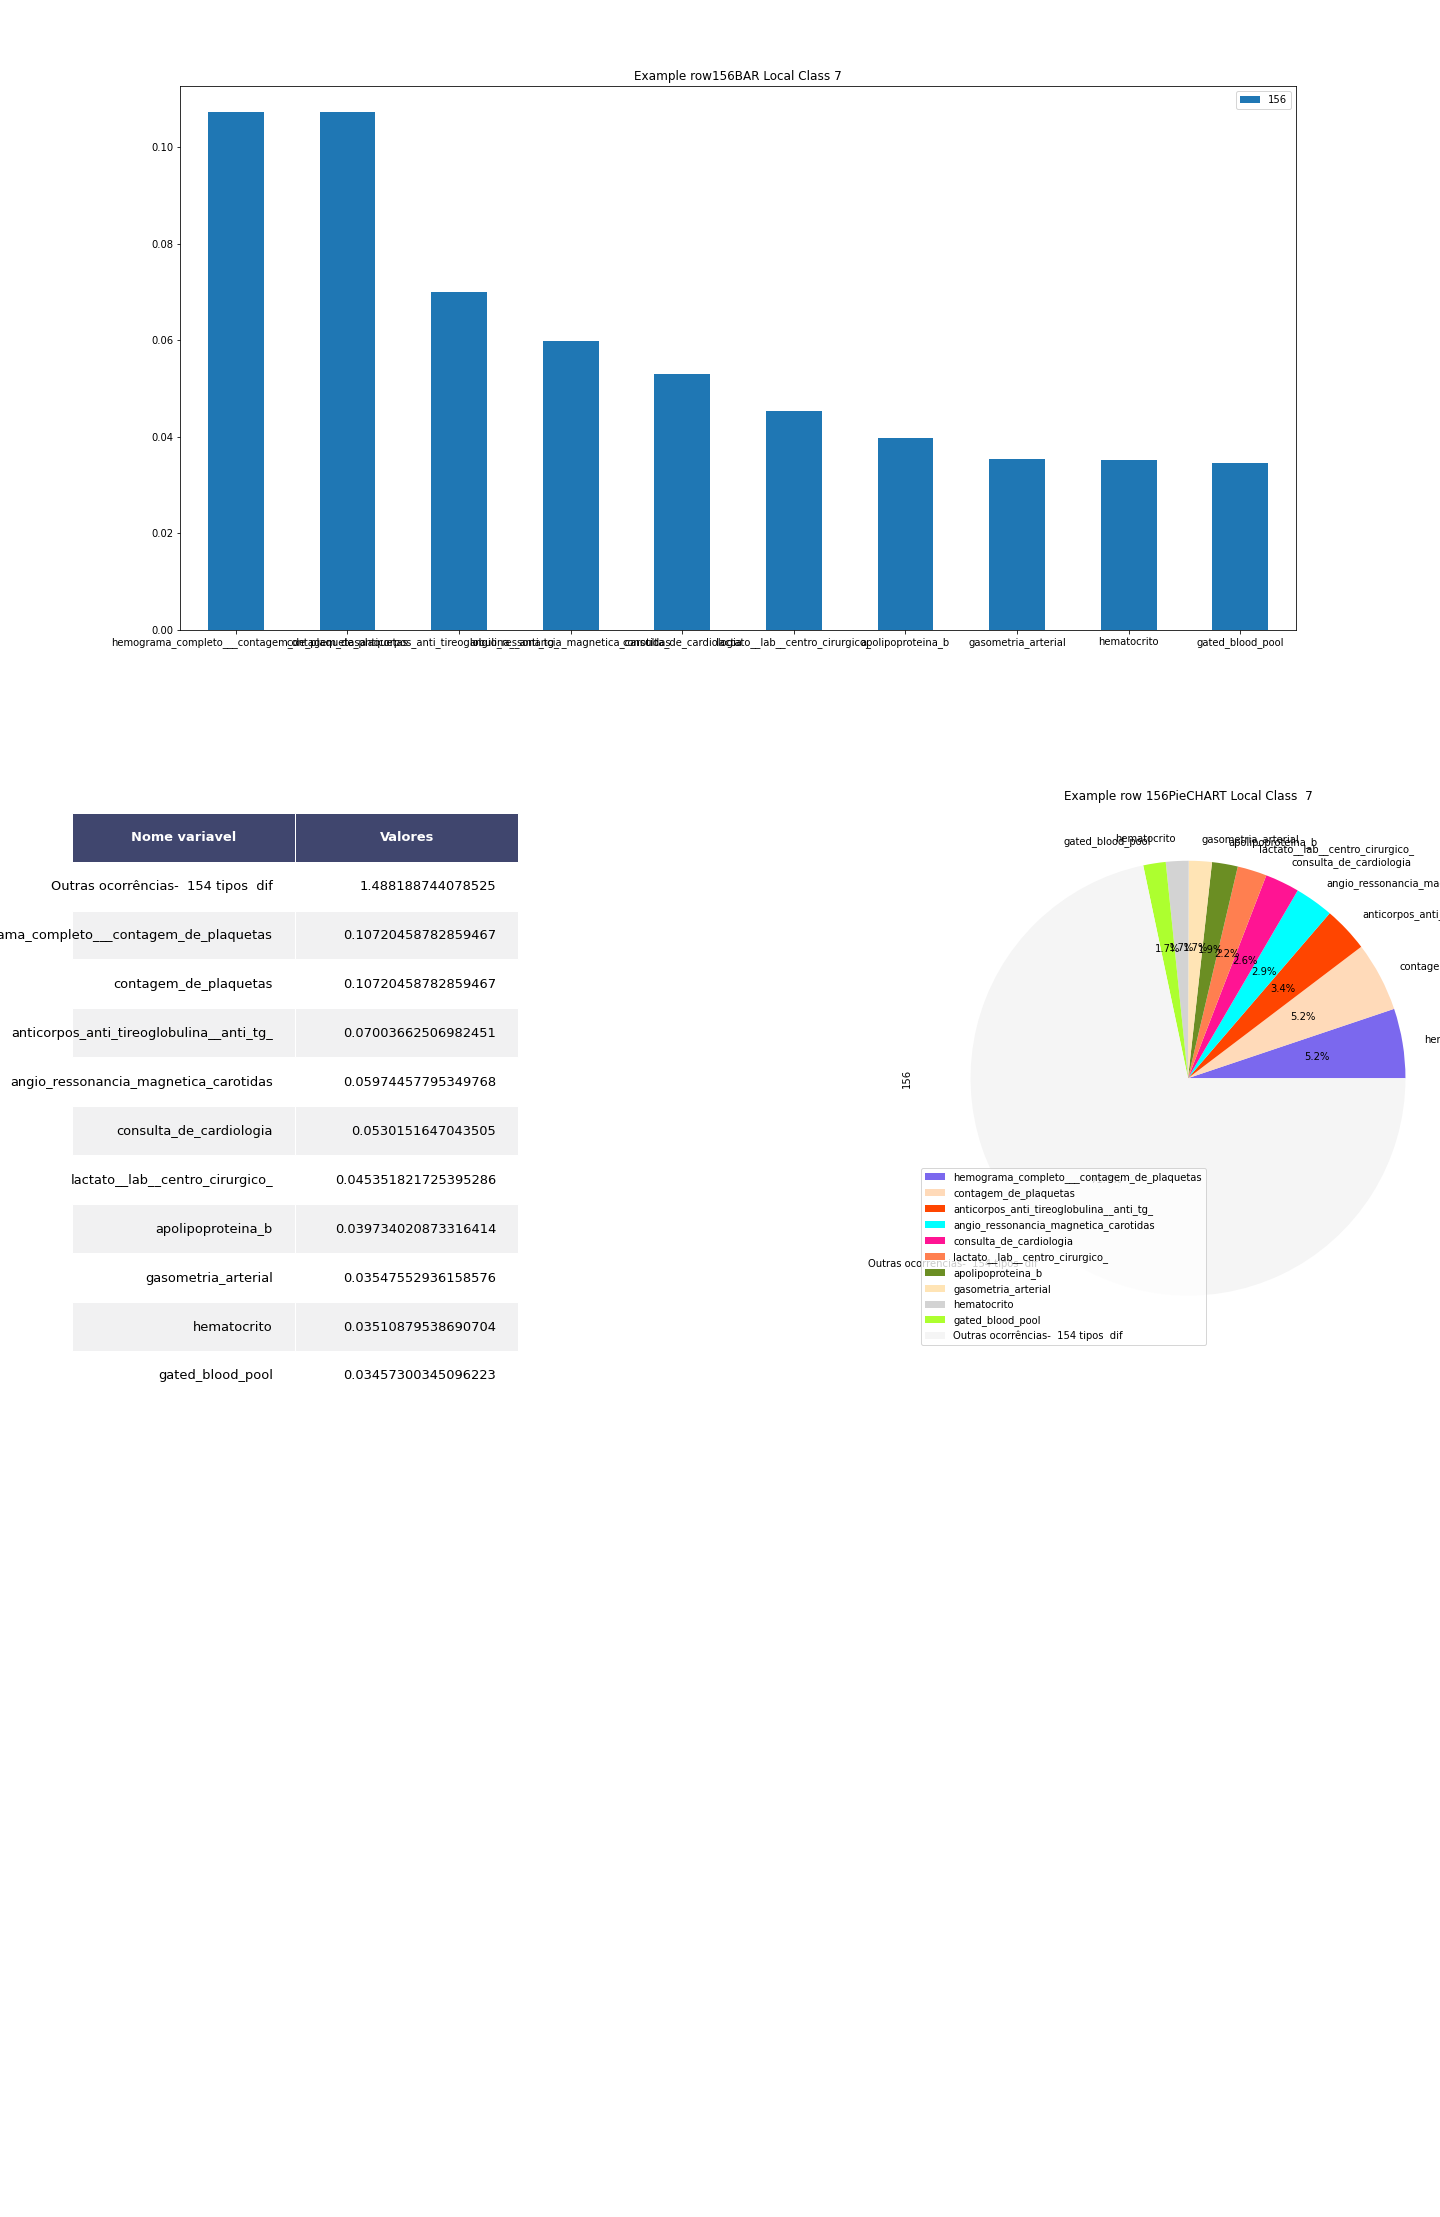 Example row156BAR Local Class 7
156
0.10
0.08
0.06
0.04
0.02
0.00
hemograma_completo___contagem_de_plaquetas contagem_de_plaquetas anticorpos_anti_tireoglobulina__anti_tg_ angio_ressonancia_magnetica_carotidas consulta_de_cardiologia lactato__lab__centro_cirurgico_ apolipoproteina_b gasometria_arterial hematocrito gated_blood_pool
Nome variavel Valores
Outras ocorrências-  154 tipos  dif 1.488188744078525
ama_completo___contagem_de_plaquetas 0.10720458782859467
contagem_de_plaquetas 0.10720458782859467
anticorpos_anti_tireoglobulina__anti_tg_ 0.07003662506982451
angio_ressonancia_magnetica_carotidas 0.05974457795349768
consulta_de_cardiologia 0.0530151647043505
lactato__lab__centro_cirurgico_ 0.045351821725395286
apolipoproteina_b 0.039734020873316414
gasometria_arterial 0.03547552936158576
hematocrito 0.03510879538690704
gated_blood_pool 0.03457300345096223
Example row 156PieCHART Local Class  7
gated_blood_pool
hematocrito
gasometria_arterial
apolipoproteina_b
lactato__lab__centro_cirurgico_
consulta_de_cardiologia
angio_ressonancia_ma
anticorpos_anti_
contage
her
1.7%
1.7%
1.7%
1.9%
2.2%
2.6%
2.9%
3.4%
5.2%
5.2%
156
Outras ocorrências-  154 tipos  dif
hemograma_completo___contagem_de_plaquetas
contagem_de_plaquetas
anticorpos_anti_tireoglobulina__anti_tg_
angio_ressonancia_magnetica_carotidas
consulta_de_cardiologia
lactato__lab__centro_cirurgico_
apolipoproteina_b
gasometria_arterial
hematocrito
gated_blood_pool
Outras ocorrências-  154 tipos  dif